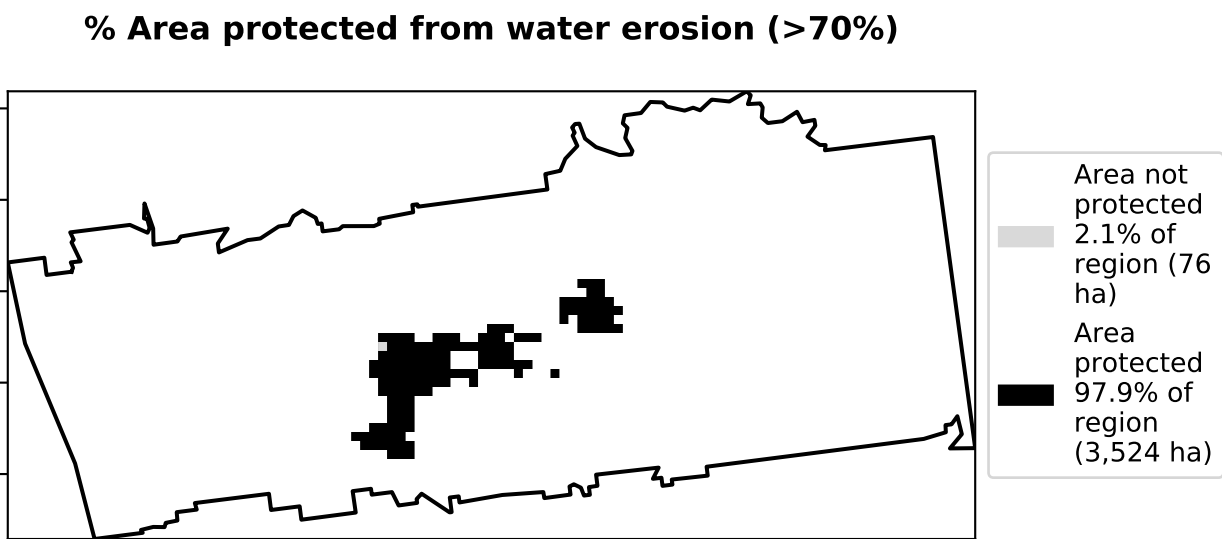 % Area protected from water erosion (>70%)
Area not
protected
2.1% of
region (76
ha)
Area
protected
97.9% of
region
(3,524 ha)